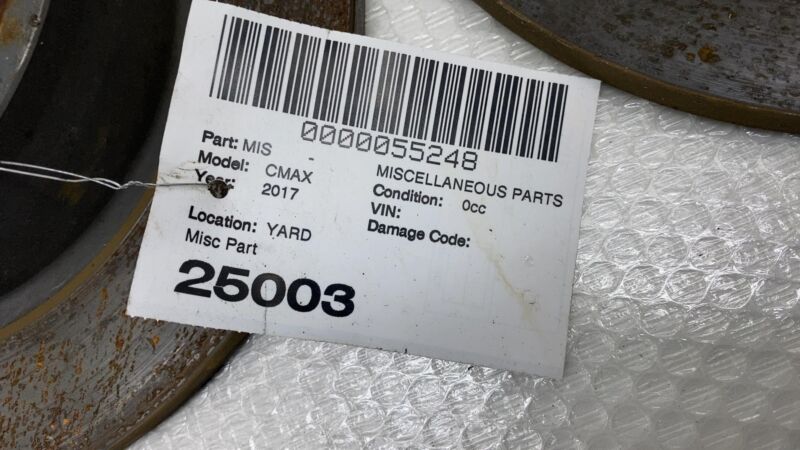 0000055248
Part: MIS - MISCELLANEOUS PARTS
Model: CMAX Condition: 0cc
Year: 2017 VIN:
Damage Code:
Location: YARD
Misc Part
25003